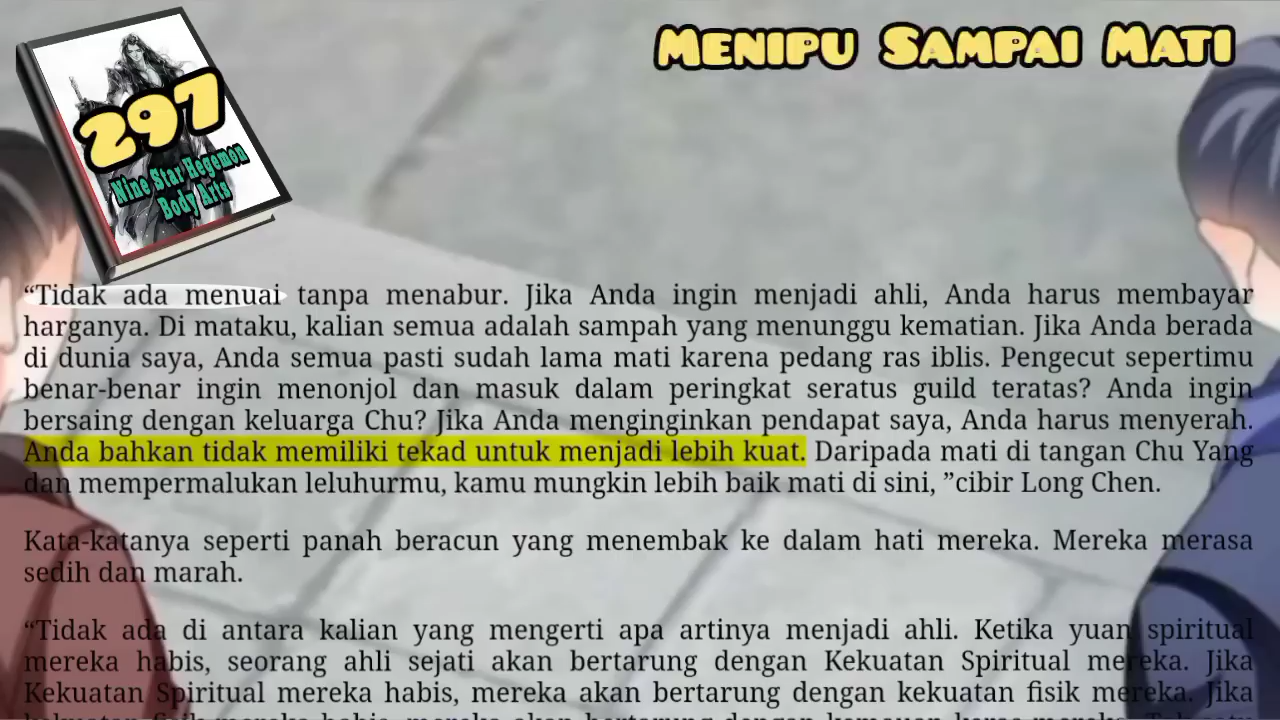 Menipu Sampai Mati
297
Nine Star Hegemon
Body Arts
“Tidak ada menuai tanpa menabur. Jika Anda ingin menjadi ahli, Anda harus membayar
harganya. Di mataku, kalian semua adalah sampah yang menunggu kematian. Jika Anda berada
di dunia saya, Anda semua pasti sudah lama mati karena pedang ras iblis. Pengecut sepertimu
benar-benar ingin menonjol dan masuk dalam peringkat seratus guild teratas? Anda ingin
bersaing dengan keluarga Chu? Jika Anda menginginkan pendapat saya, Anda harus menyerah.
Anda bahkan tidak memiliki tekad untuk menjadi lebih kuat. Daripada mati di tangan Chu Yang
dan mempermalukan leluhurmu, kamu mungkin lebih baik mati di sini, ”cibir Long Chen.
Kata-katanya seperti panah beracun yang menembak ke dalam hati mereka. Mereka merasa
sedih dan marah.
“Tidak ada di antara kalian yang mengerti apa artinya menjadi ahli. Ketika yuan spiritual
mereka habis, seorang ahli sejati akan bertarung dengan Kekuatan Spiritual mereka. Jika
Kekuatan Spiritual mereka habis, mereka akan bertarung dengan kekuatan fisik mereka. Jika